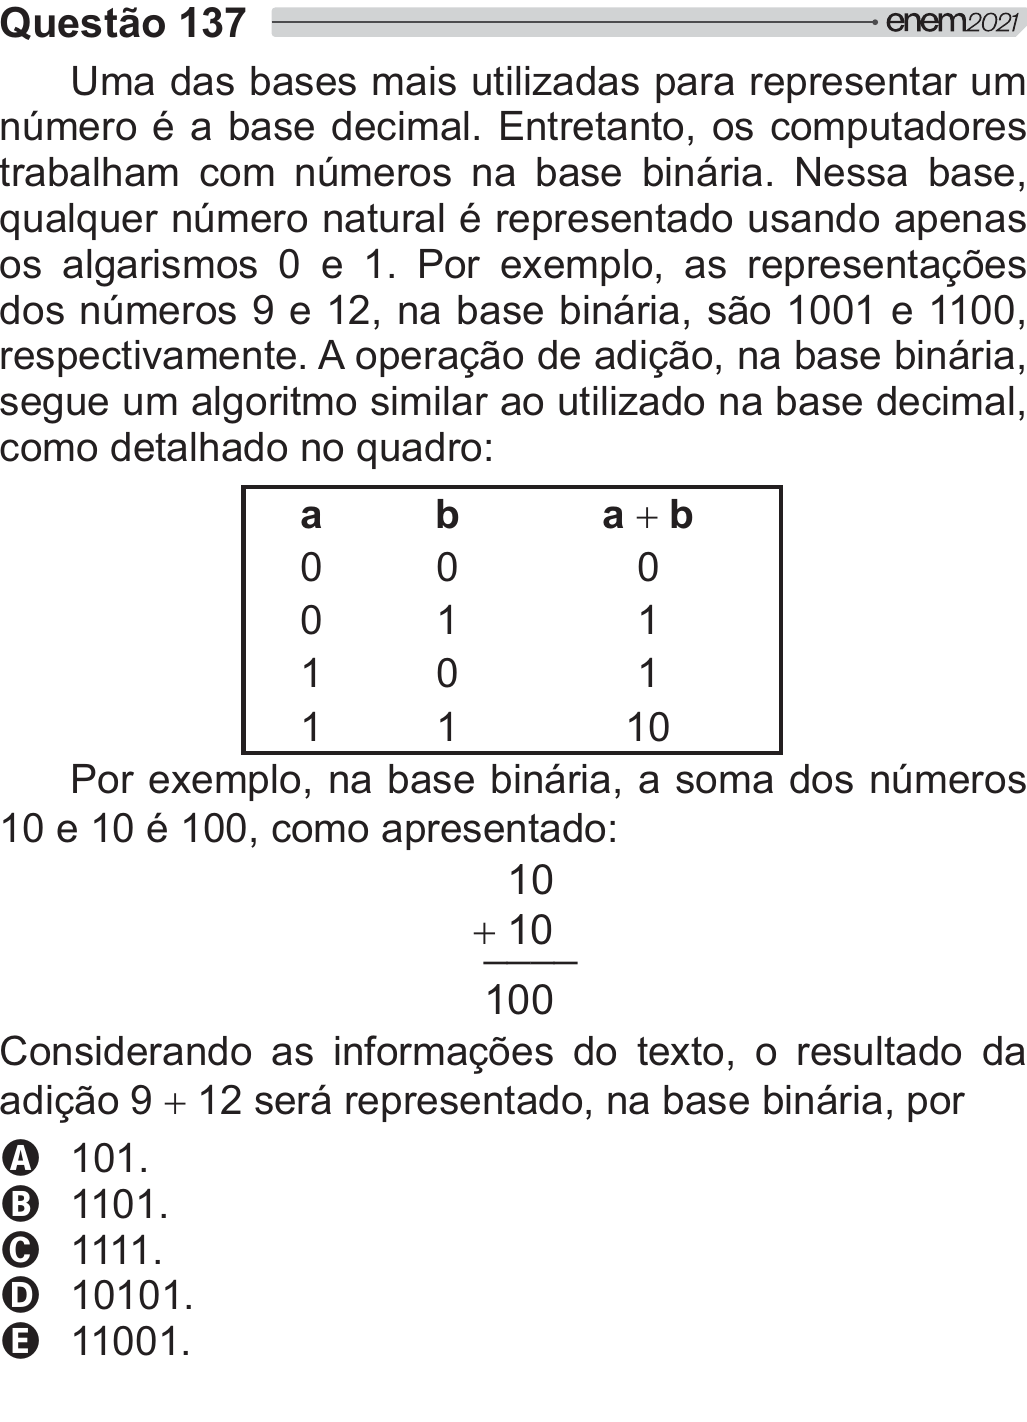 Questão 137 enem2021
Uma das bases mais utilizadas para representar um
número é a base decimal. Entretanto, os computadores
trabalham com números na base binária. Nessa base,
qualquer número natural é representado usando apenas
os algarismos 0 e 1. Por exemplo, as representações
dos números 9 e 12, na base binária, são 1001 e 1100,
respectivamente. A operação de adição, na base binária,
segue um algoritmo similar ao utilizado na base decimal,
como detalhado no quadro:
a b a + b
0 0 0
0 1 1
1 0 1
1 1 10
Por exemplo, na base binária, a soma dos números
10 e 10 é 100, como apresentado:
10
+ 10
100
Considerando as informações do texto, o resultado da
adição 9 + 12 será representado, na base binária, por
A 101.
B 1101.
C 1111.
D 10101.
E 11001.